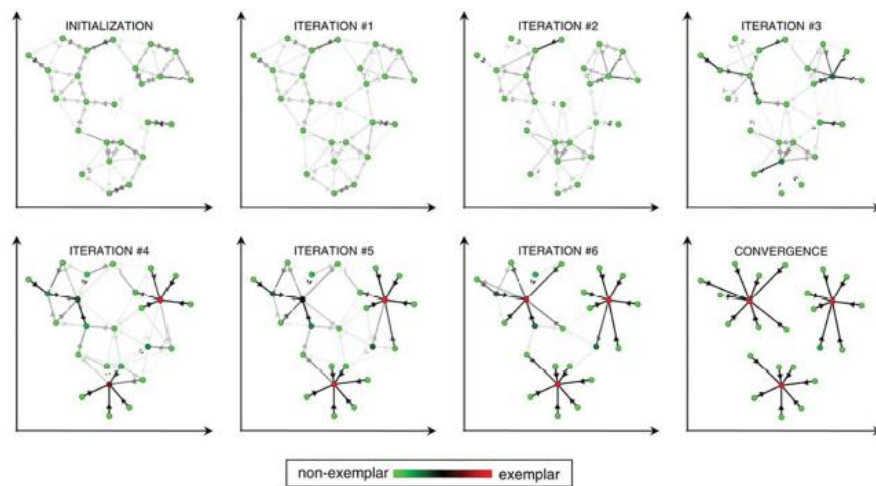 INITIALIZATION
ITERATION #1
ITERATION #2
ITERATION #3
ITERATION #4
ITERATION #5
ITERATION #6
CONVERGENCE
non-exemplar
exemplar